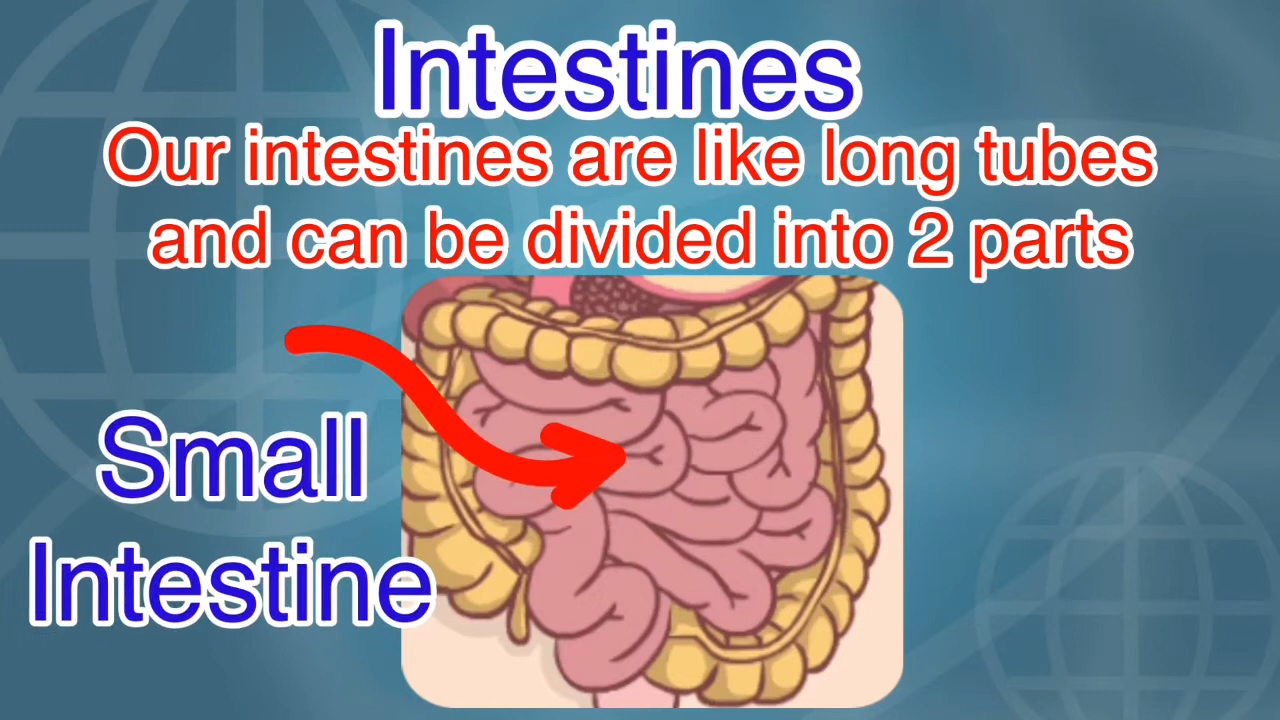 Intestines
Our intestines are like long tubes
and can be divided into 2 parts
Small
Intestine